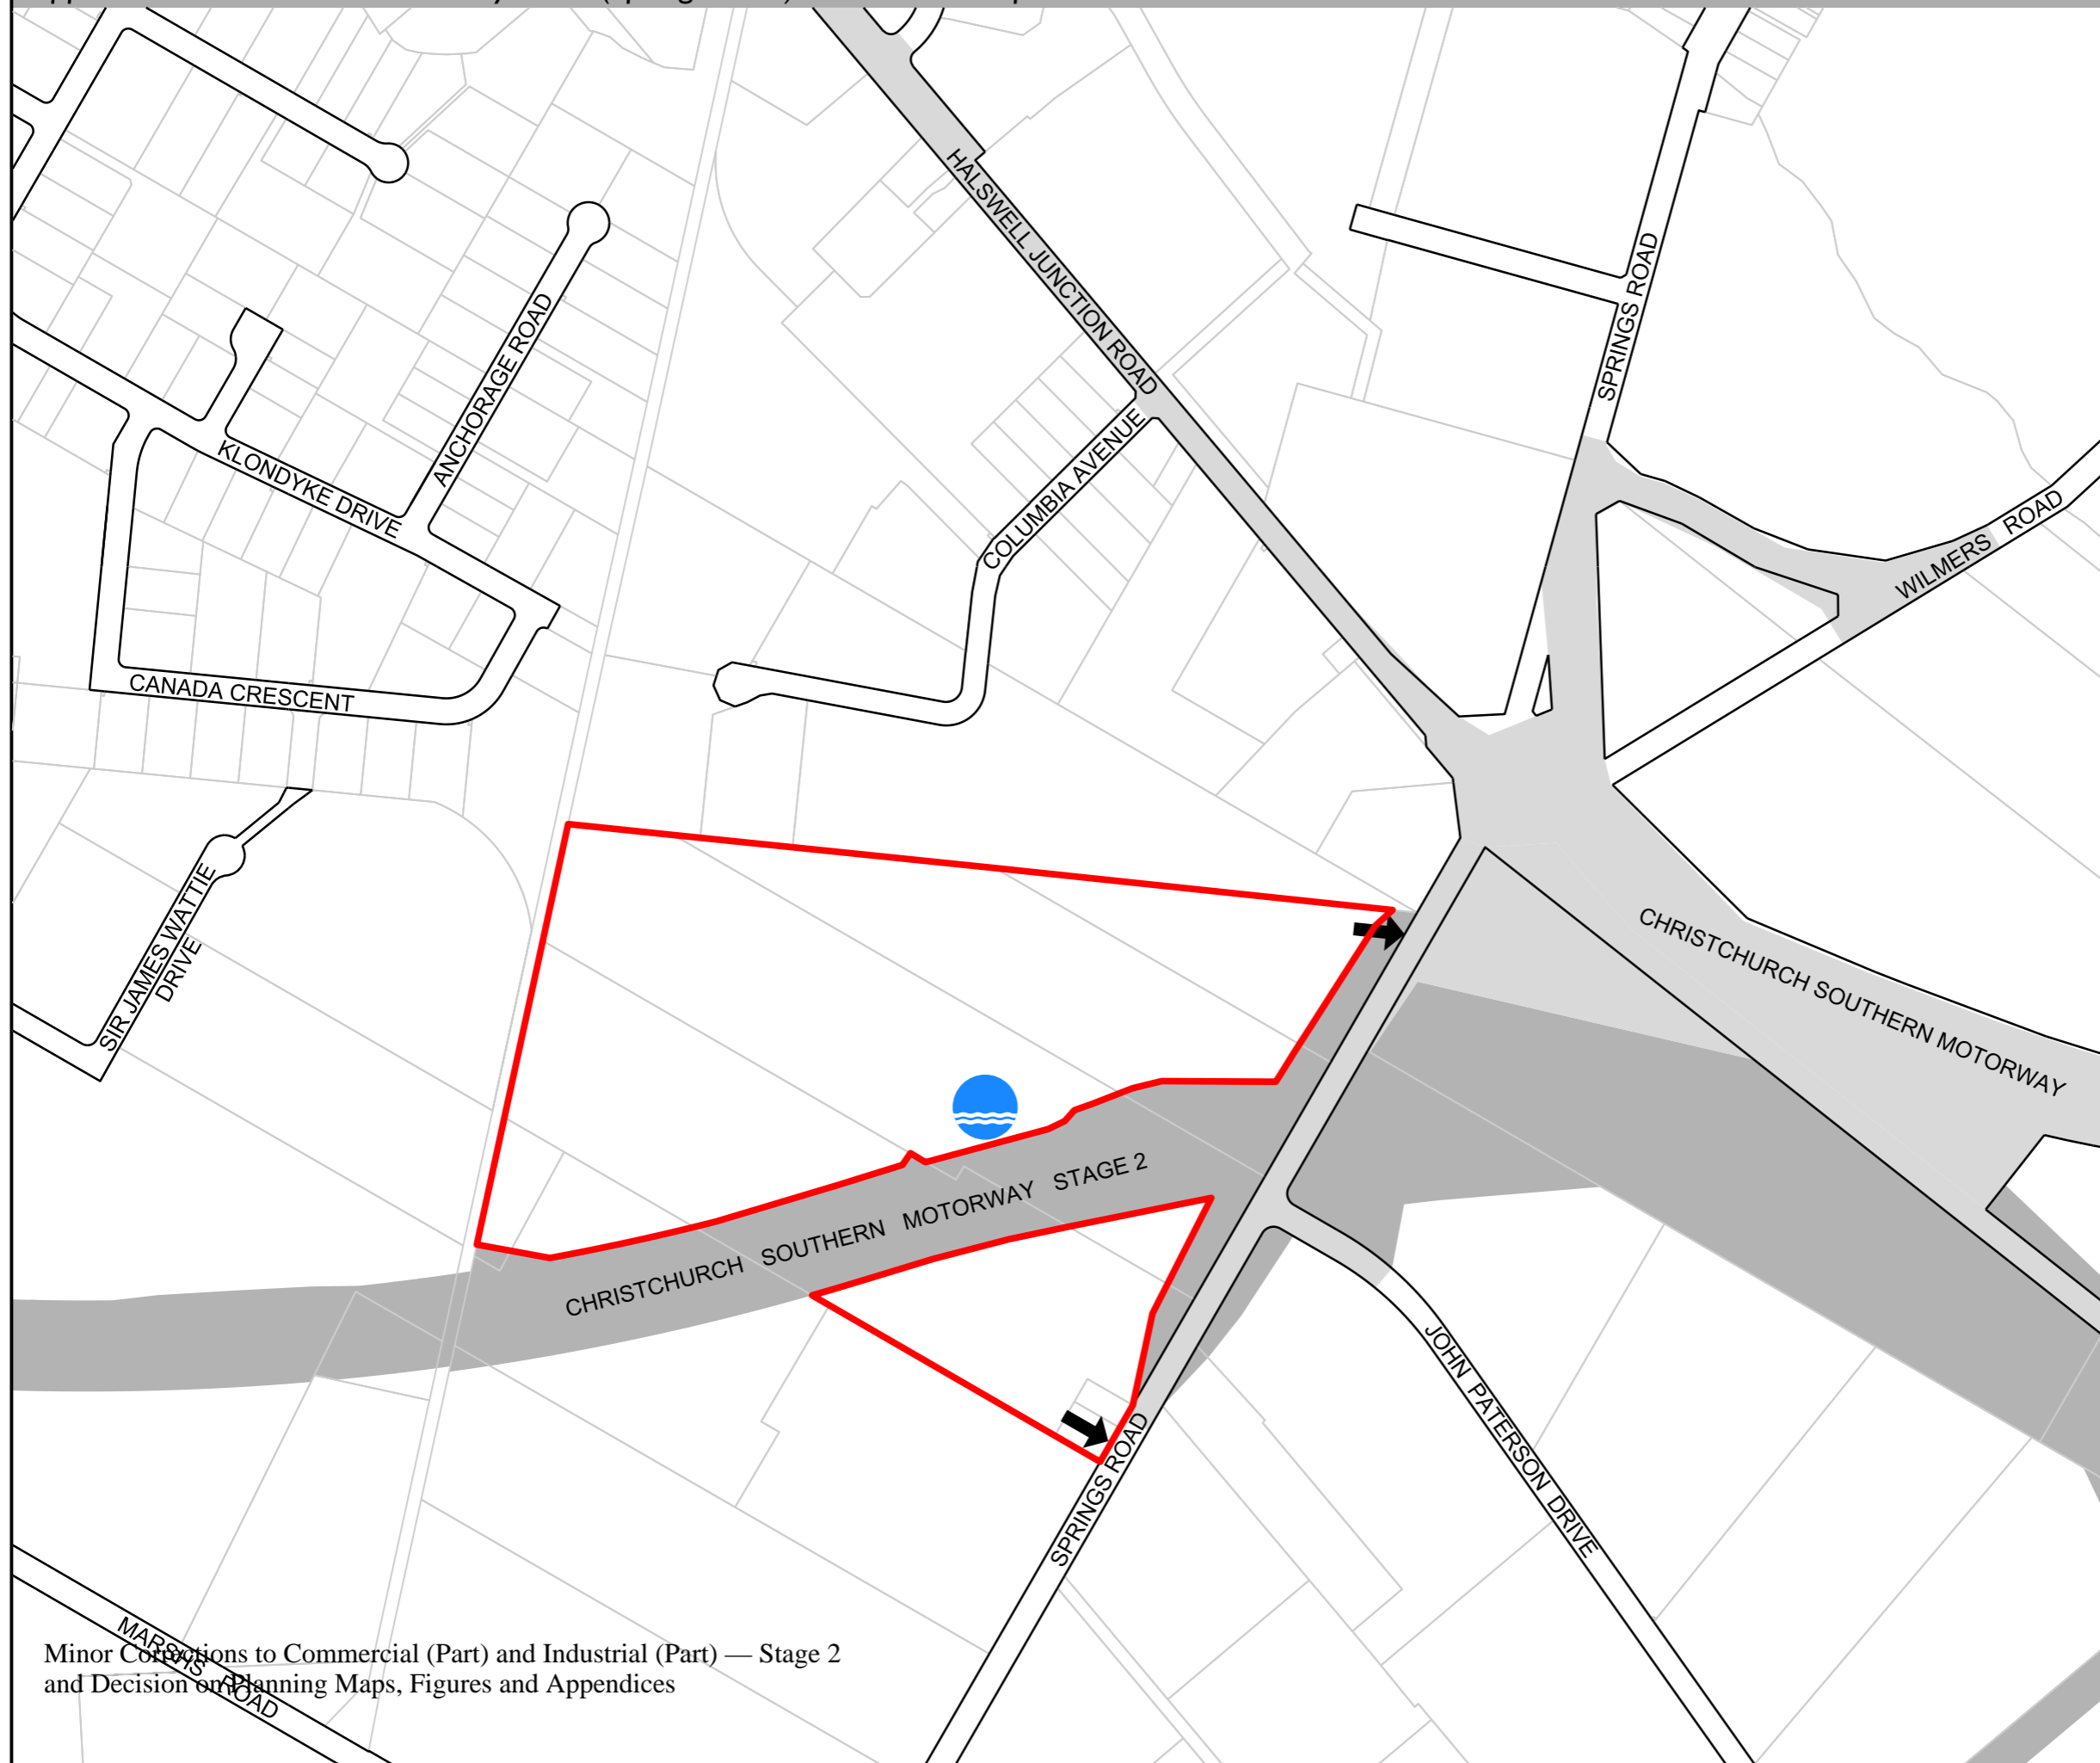 HALSWELL JUNCTION ROAD
SPRINGS ROAD
ANCHORAGE ROAD
KLONDYKE DRIVE
COLUMBIA AVENUE
WILMERS ROAD
CANADA CRESCENT
SIR JAMES WATTIE
DRIVE
CHRISTCHURCH SOUTHERN MOTORWAY
CHRISTCHURCH SOUTHERN MOTORWAY STAGE 2
JOHN PATERSON DRIVE
SPRINGS ROAD
MARSHS ROAD
Minor Corrections to Commercial (Part) and Industrial (Part) — Stage 2
and Decision on Planning Maps, Figures and Appendices